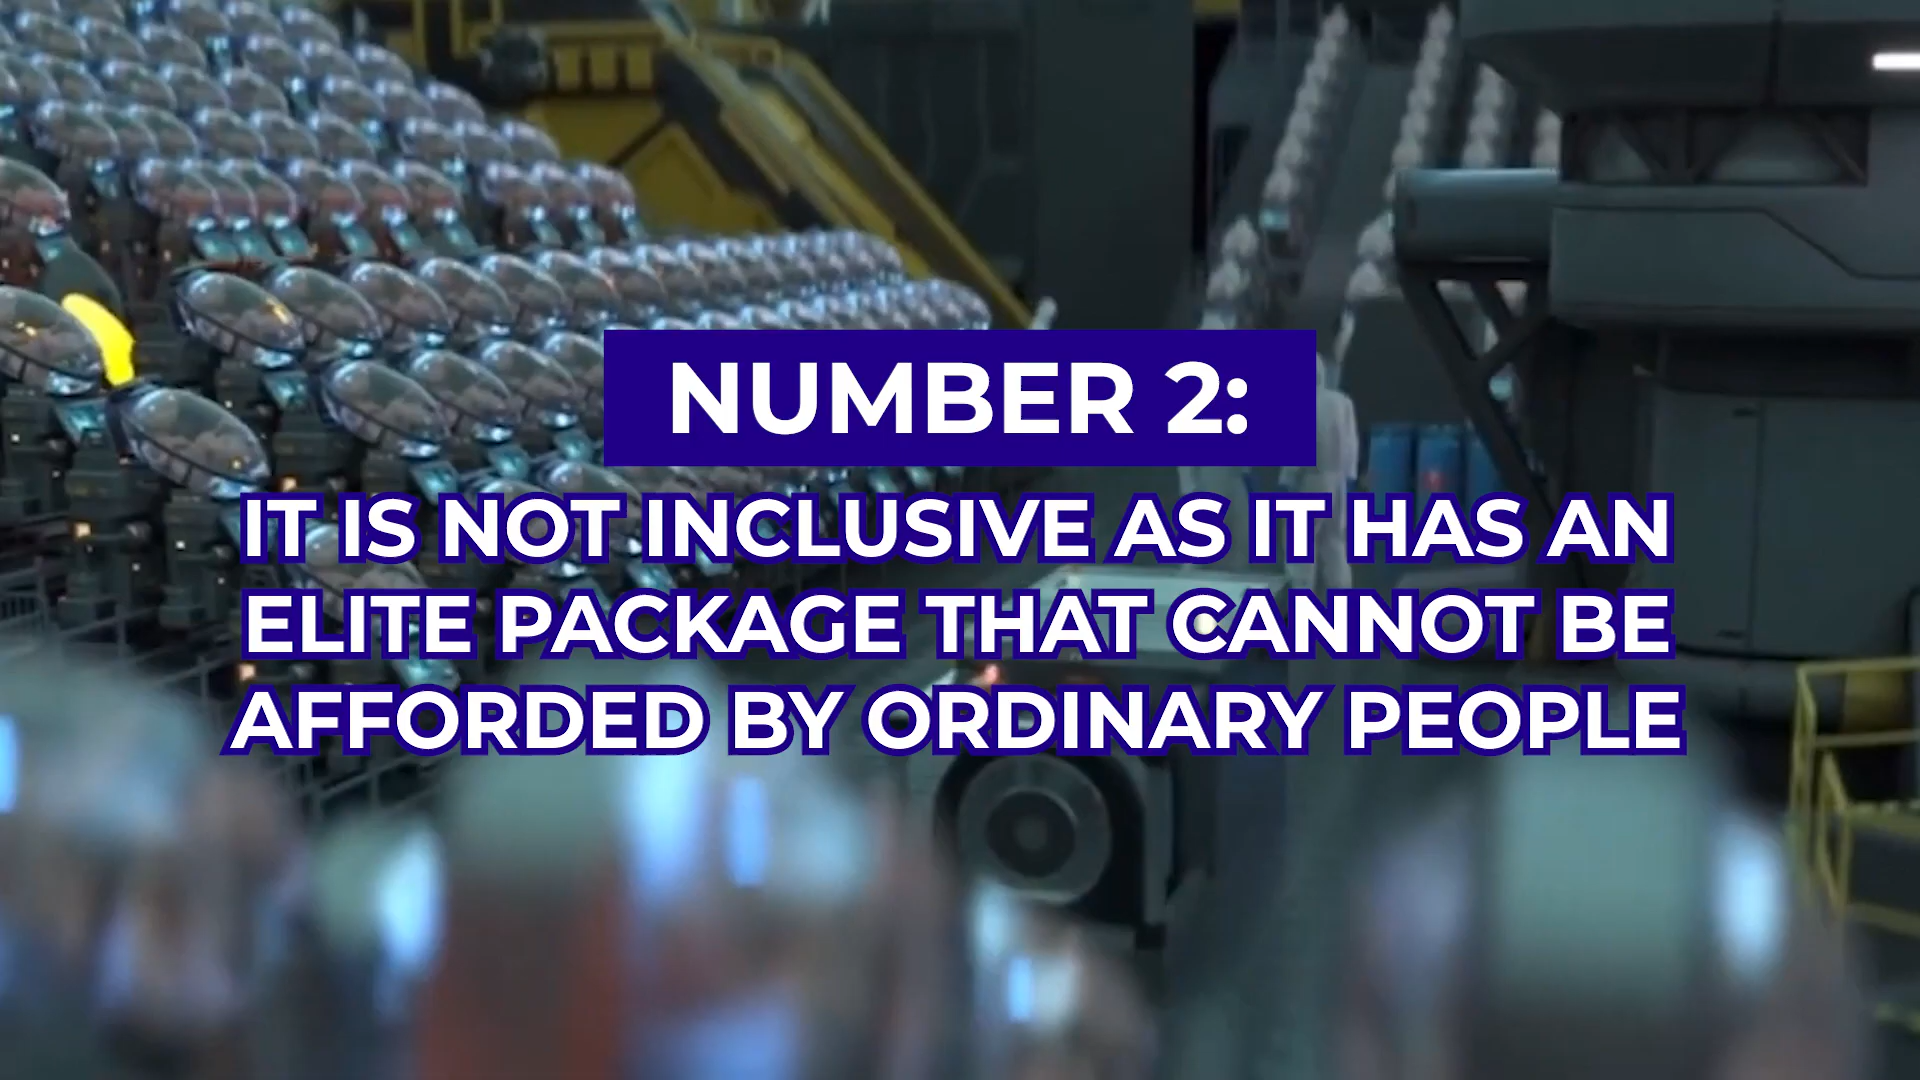 NUMBER 2:
IT IS NOT INCLUSIVE AS IT HAS AN
ELITE PACKAGE THAT CANNOT BE
AFFORDED BY ORDINARY PEOPLE